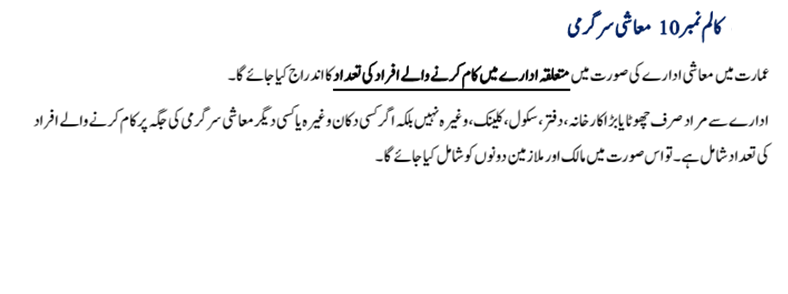 کالم نمبر 10 معاشی سرگرمی
عمارت میں معاشی ادارے کی صورت میں متعلقہ ادارے میں کام کرنے والے افراد کی تعداد کا اندراج کیا جائے گا۔
ادارے سے مراد صرف چھوٹا یا بڑا کارخانہ، دفتر، سکول، کلینک، وغیرہ نہیں بلکہ اگر کسی دکان وغیرہ یا کسی دیگر معاشی سرگرمی کی جگہ پر کام کرنے والے افراد
کی تعداد شامل ہے۔ تو اس صورت میں مالک اور ملازمین دونوں کو شامل کیا جائے گا۔